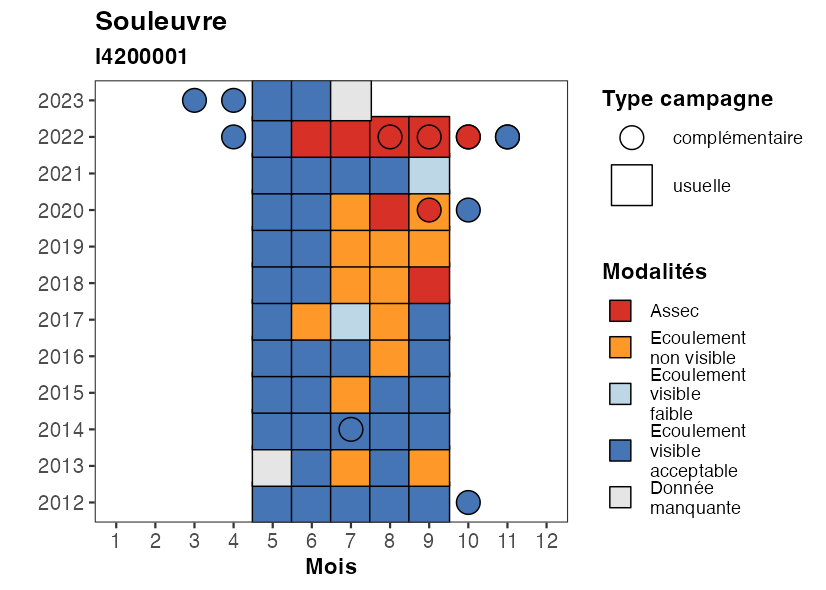 Souleuvre
I4200001
2023
2022
2021
2020
2019
2018
2017
2016
2015
2014
2013
2012
1 2 3 4 5 6 7 8 9 10 11 12
Mois
Type campagne
complémentaire
usuelle
Modalités
Assec
Ecoulement
non visible
Ecoulement
visible
faible
Ecoulement
visible
acceptable
Donnée
manquante